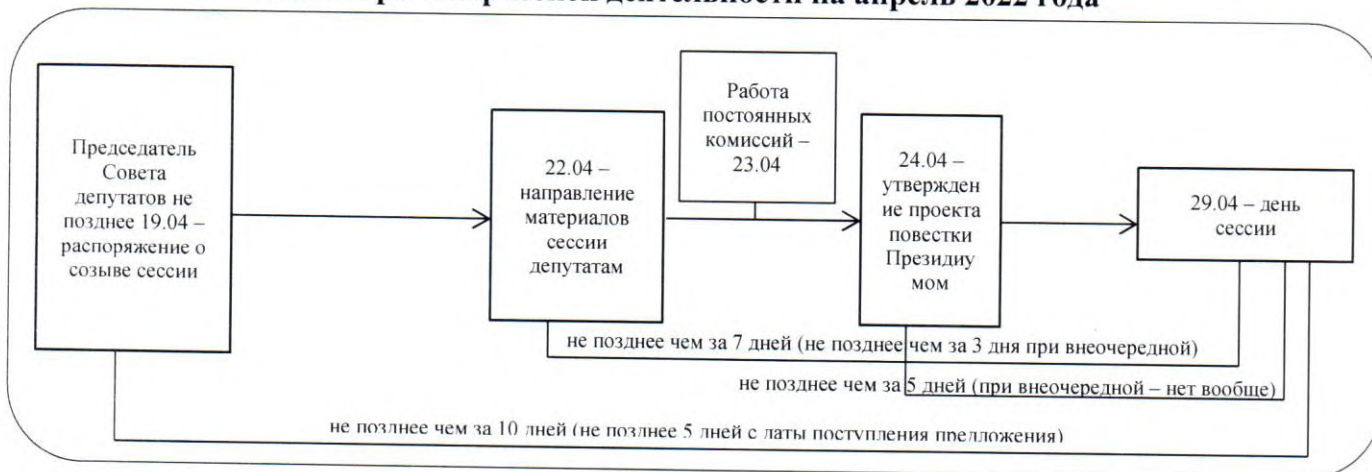 деятельности на апрель 2022 года
Председатель
Совета
депутатов не
позднее 19.04 –
распоряжение о
созыве сессии
22.04 –
направление
материалов
сессии
депутатам
Работа
постоянных
комиссий –
23.04
24.04 –
утвержден
ие проекта
повестки
Президиу
мом
29.04 – день
сессии
не позднее чем за 7 дней (не позднее чем за 3 дня при внеочередной)
не позднее чем за 5 дней (при внеочередной – нет вообще)
не позднее чем за 10 дней (не позднее 5 дней с даты поступления предложения)